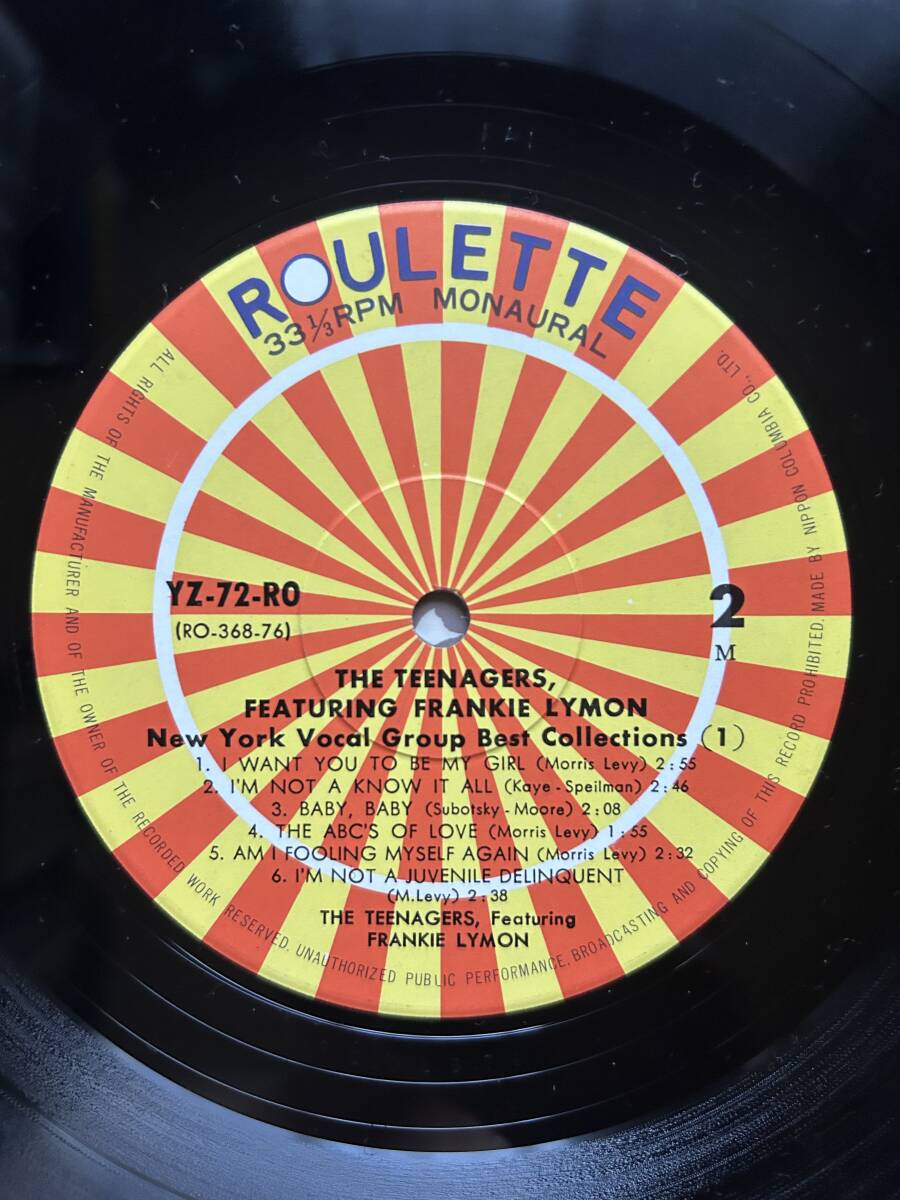 ROULETTE
33 1/3 RPM MONAURAL
YZ-72-RO
(RO-368-76)
2
M
THE TEENAGERS,
FEATURING FRANKIE LYMON
New York Vocal Group Best Collections (1)
1. I WANT YOU TO BE MY GIRL (Morris Levy) 2:55
2. I'M NOT A KNOW IT ALL (Kaye-Speilman) 2:46
3. BABY, BABY (Subotsky-Moore) 2:08
4. THE ABC'S OF LOVE (Morris Levy) 1:55
5. AM I FOOLING MYSELF AGAIN (Morris Levy) 2:32
6. I'M NOT A JUVENILE DELINQUENT
(M.Levy) 2:38
THE TEENAGERS, Featuring
FRANKIE LYMON
ALL RIGHTS OF THE MANUFACTURER AND OF THE OWNER OF THE RECORDED WORK RESERVED. UNAUTHORIZED PUBLIC PERFORMANCE, BROADCASTING AND COPYING OF THIS RECORD PROHIBITED. MADE BY NIPPON COLUMBIA CO., LTD.